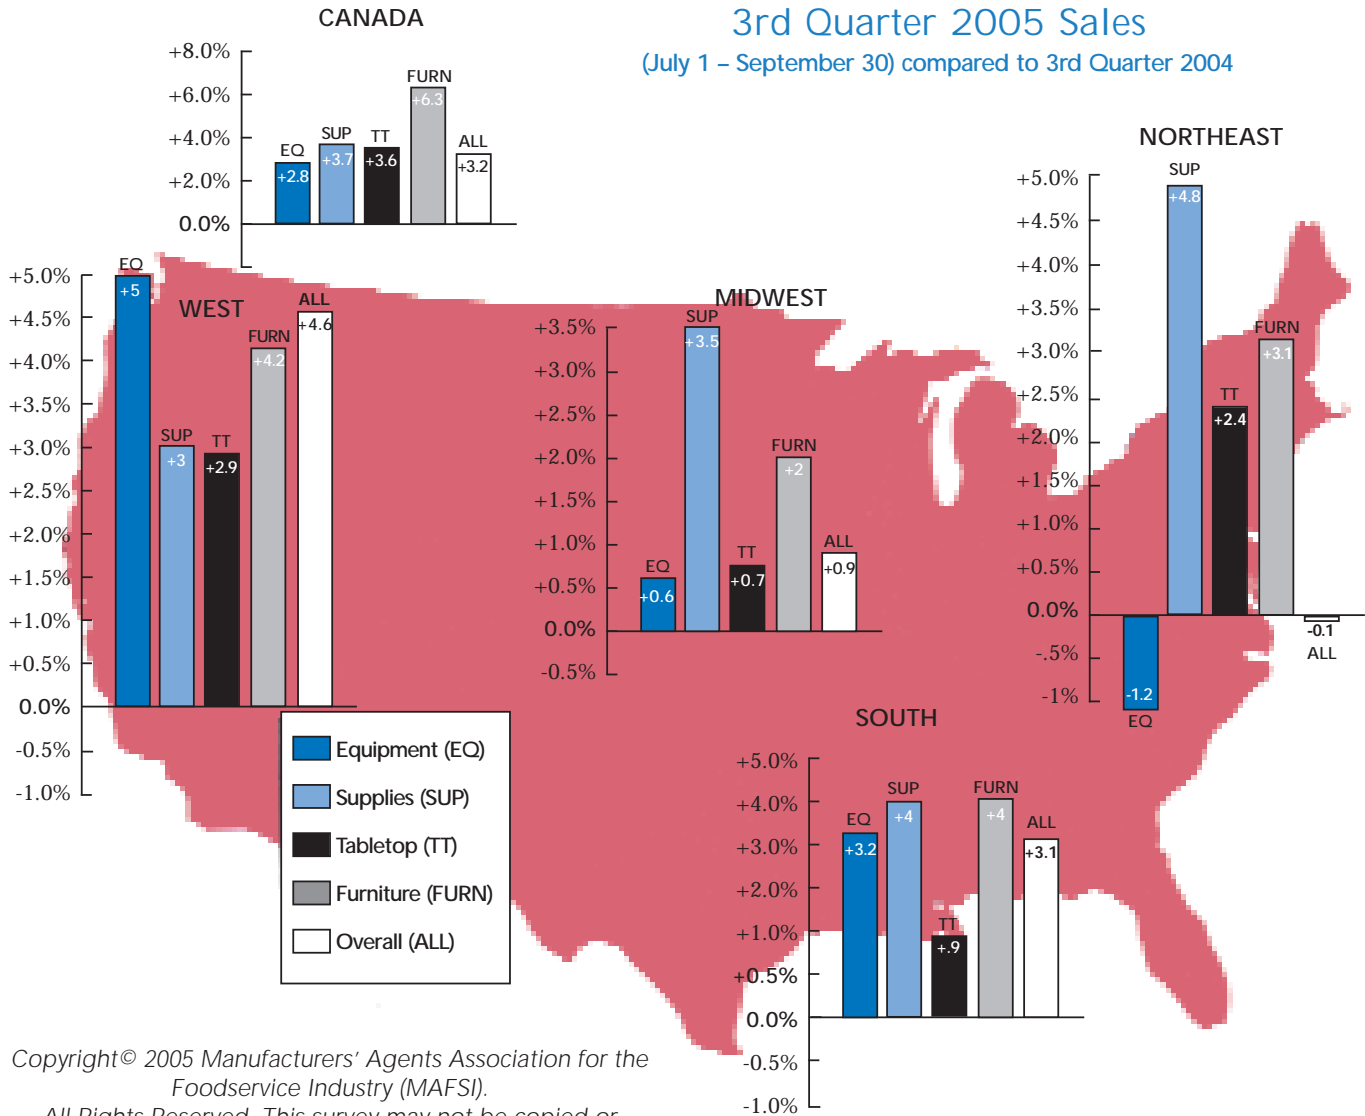 3rd Quarter 2005 Sales
(July 1 – September 30) compared to 3rd Quarter 2004
CANADA
+8.0%
+6.0%
+4.0%
+2.0%
0.0%
EQ
+2.8
SUP
+3.7
TT
+3.6
FURN
+6.3
ALL
+3.2
WEST
+5.0%
+4.5%
+4.0%
+3.5%
+3.0%
+2.5%
+2.0%
+1.5%
+1.0%
+0.5%
0.0%
-0.5%
-1.0%
EQ
+5
SUP
+3
TT
+2.9
FURN
+4.2
ALL
+4.6
MIDWEST
+3.5%
+3.0%
+2.5%
+2.0%
+1.5%
+1.0%
+0.5%
0.0%
-0.5%
EQ
+0.6
SUP
+3.5
TT
+0.7
FURN
+2
ALL
+0.9
NORTHEAST
+5.0%
+4.5%
+4.0%
+3.5%
+3.0%
+2.5%
+2.0%
+1.5%
+1.0%
+0.5%
0.0%
-.5%
-1%
EQ
-1.2
SUP
+4.8
TT
+2.4
FURN
+3.1
-0.1
ALL
SOUTH
+5.0%
+4.0%
+3.0%
+2.0%
+1.0%
+0.5%
0.0%
-0.5%
-1.0%
EQ
+3.2
SUP
+4
TT
+.9
FURN
+4
ALL
+3.1
Equipment (EQ)
Supplies (SUP)
Tabletop (TT)
Furniture (FURN)
Overall (ALL)
Copyright© 2005 Manufacturers' Agents Association for the
Foodservice Industry (MAFSI).
All Rights Reserved. This survey may not be copied or